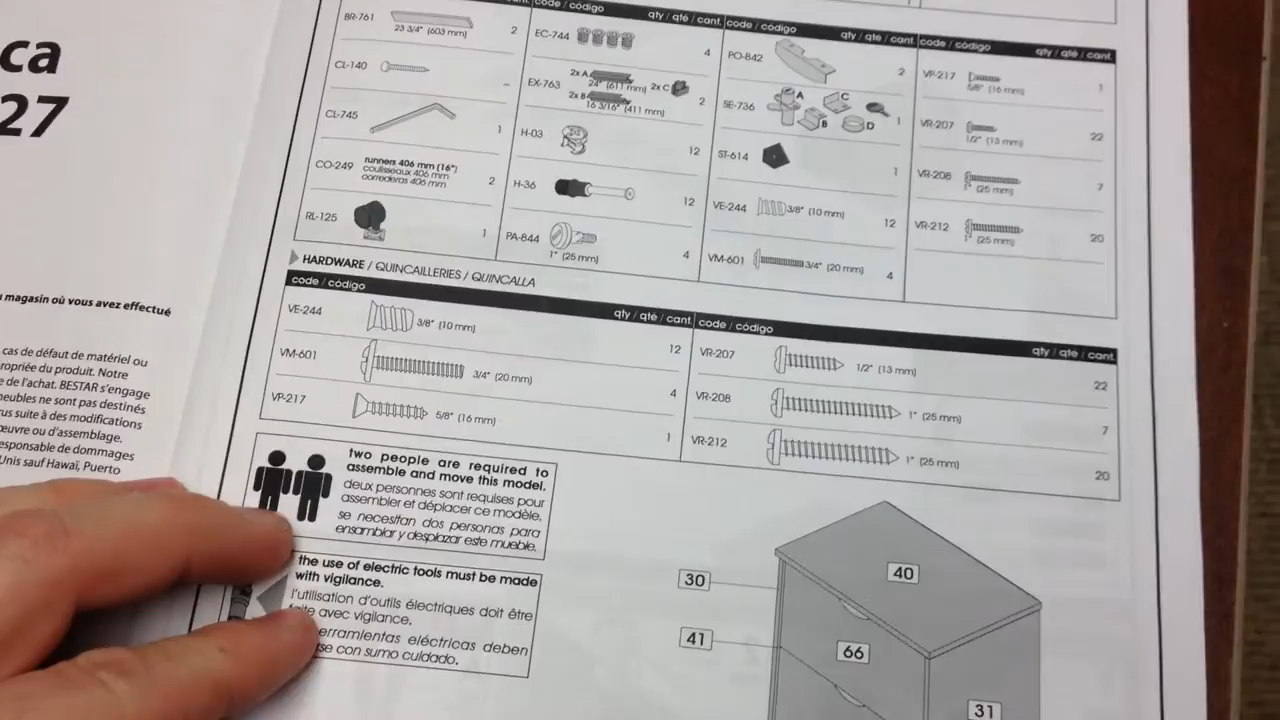 ca
27
u magasin où vous avez effectué
cas de défaut de matériel ou
ropriée du produit. Notre
e de l'achat. BESTAR s'engage
meubles ne sont pas destinés
rus suite à des modifications
œuvre ou d'assemblage.
esponsable de dommages
Unis sauf Hawaï, Puerto
cant.
BR-761
23 3/4" (603 mm)
2
CL-140
–
CL-745
1
CO-249
runners 406 mm (16")
coulisseaux 406 mm
correderas 406 mm
2
RL-125
1
code / código qty / qté / cant.
EC-744
4
EX-763
2x A
24" (611 mm)
2x C
2x B
16 3/16" (411 mm)
2
H-03
12
H-36
12
PA-844
1" (25 mm)
4
code / código qty / qté / cant.
PO-842
2
SE-736
A
B
C
D
1
ST-614
1
VE-244
3/8" (10 mm)
12
VM-601
3/4" (20 mm)
4
code / código qty / qté / cant.
VP-217
5/8" (16 mm)
1
VR-207
1/2" (13 mm)
22
VR-208
1" (25 mm)
7
VR-212
1" (25 mm)
20
HARDWARE / QUINCAILLERIES / QUINCALLA
code / código qty / qté / cant.
VE-244
3/8" (10 mm)
12
VM-601
3/4" (20 mm)
4
VP-217
5/8" (16 mm)
1
code / código qty / qté / cant.
VR-207
1/2" (13 mm)
22
VR-208
1" (25 mm)
7
VR-212
1" (25 mm)
20
two people are required to
assemble and move this model.
deux personnes sont requises pour
assembler et déplacer ce modèle.
se necesitan dos personas para
ensamblar y desplazar este mueble.
the use of electric tools must be made
with vigilance.
l'utilisation d'outils électriques doit être
faite avec vigilance.
erramientas eléctricas deben
rse con sumo cuidado.
30
40
41
66
31